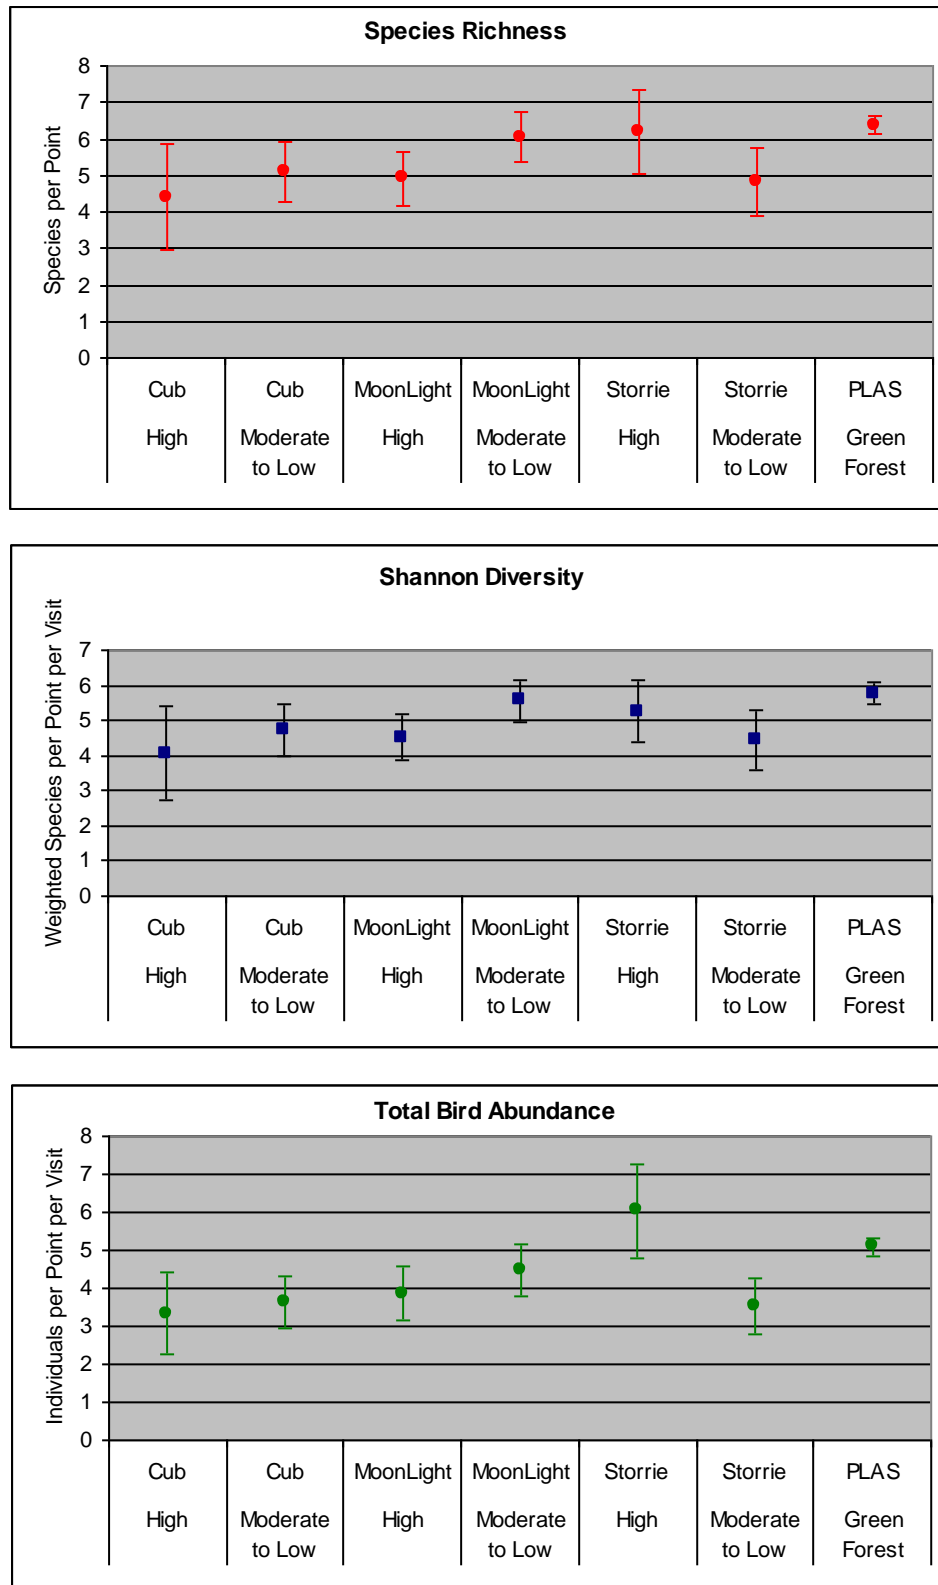 Species Richness
Species per Point
8
7
6
5
4
3
2
1
0
Cub Cub MoonLight MoonLight Storrie Storrie PLAS
High Moderate High Moderate High Moderate Green
to Low to Low to Low Forest
Shannon Diversity
Weighted Species per Point per Visit
7
6
5
4
3
2
1
0
Cub Cub MoonLight MoonLight Storrie Storrie PLAS
High Moderate High Moderate High Moderate Green
to Low to Low to Low Forest
Total Bird Abundance
Individuals per Point per Visit
8
7
6
5
4
3
2
1
0
Cub Cub MoonLight MoonLight Storrie Storrie PLAS
High Moderate High Moderate High Moderate Green
to Low to Low to Low Forest